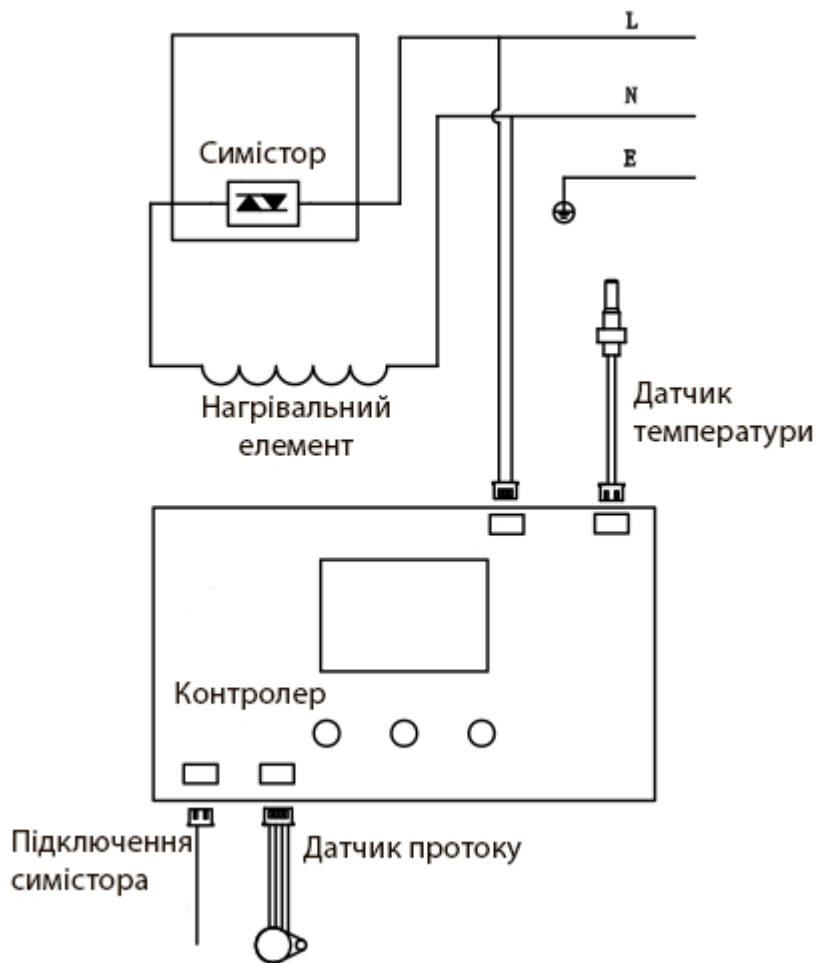 L
N
Симістор
E
Нагрівальний
елемент
Датчик
температури
Контролер
Підключення
симістора
Датчик протоку